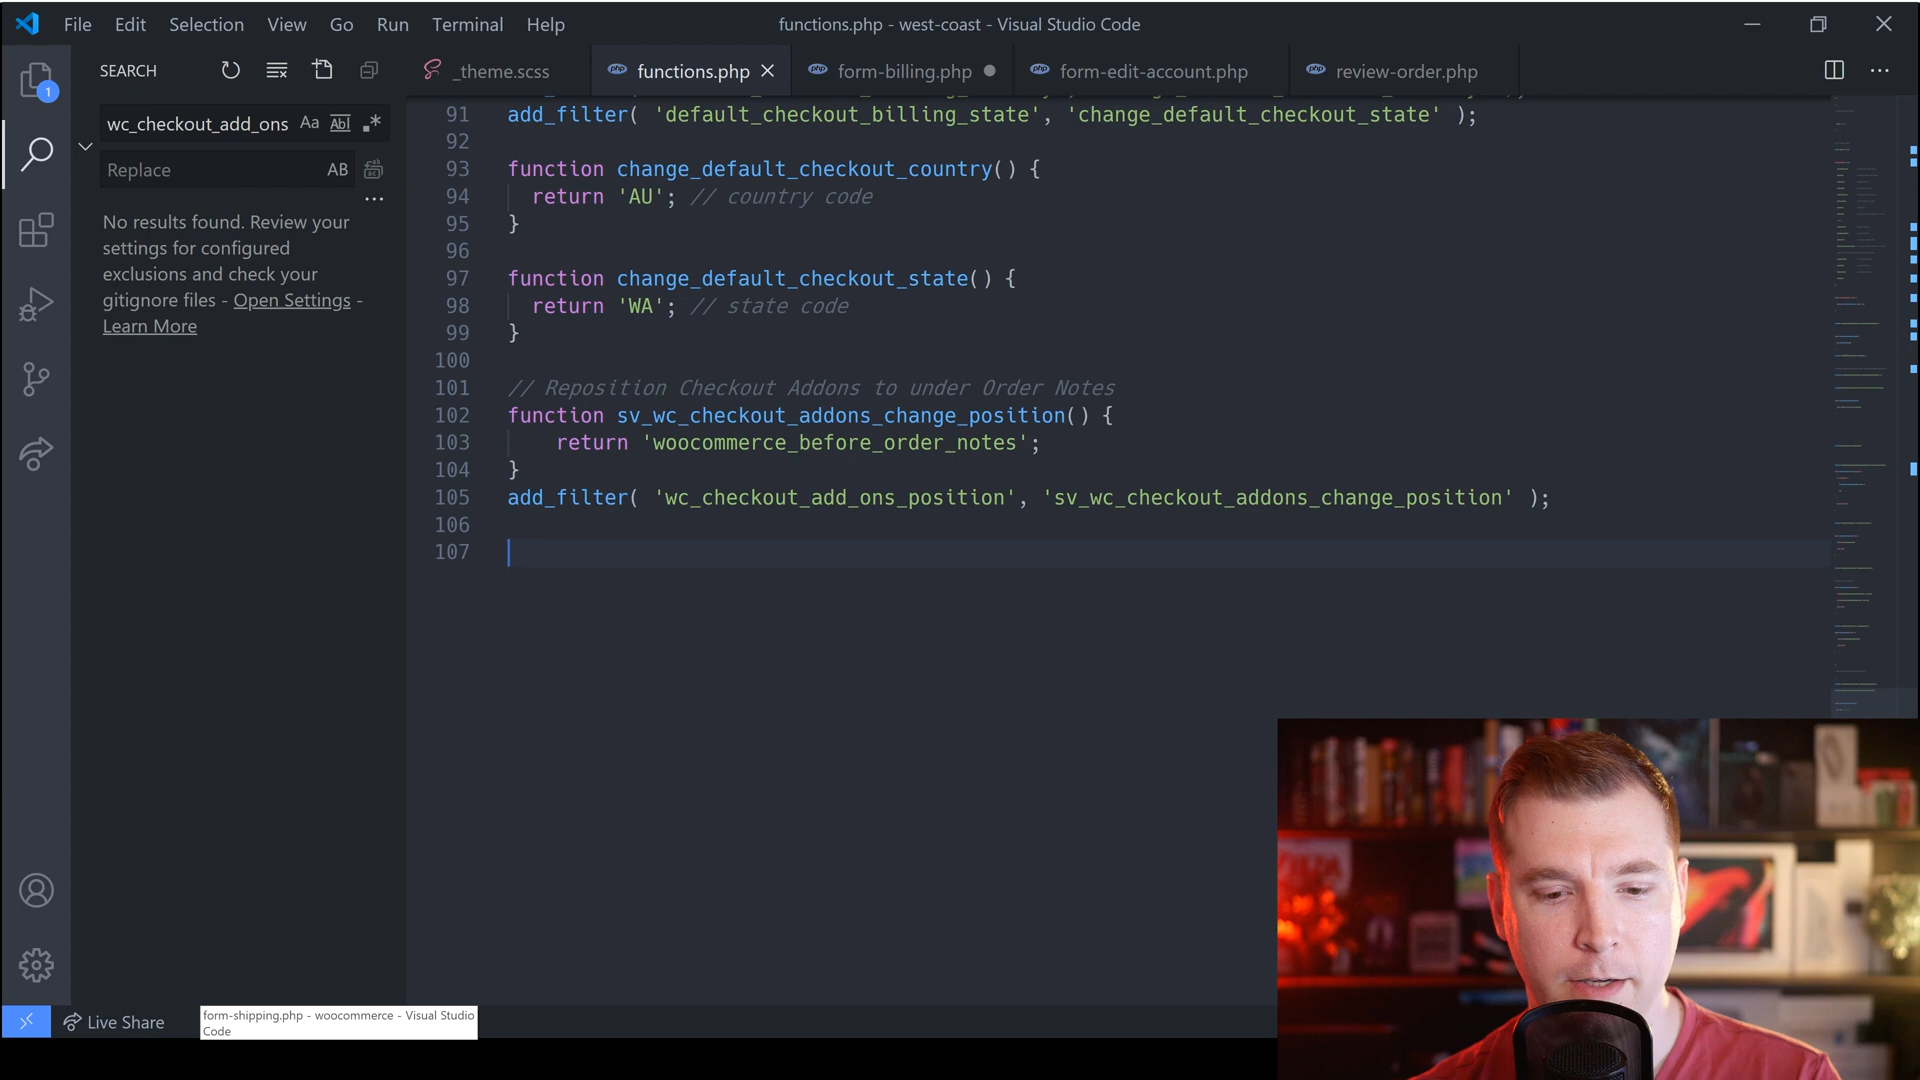 File Edit Selection View Go Run Terminal Help
functions.php - west-coast - Visual Studio Code
SEARCH
_theme.scss
functions.php
form-billing.php
form-edit-account.php
review-order.php
1
wc_checkout_add_ons
Aa
Abl
Replace
AB
No results found. Review your
settings for configured
exclusions and check your
gitignore files - Open Settings -
Learn More
91 add_filter( 'default_checkout_billing_state', 'change_default_checkout_state' );
92
93 function change_default_checkout_country() {
94 return 'AU'; // country code
95 }
96
97 function change_default_checkout_state() {
98 return 'WA'; // state code
99 }
100
101 // Reposition Checkout Addons to under Order Notes
102 function sv_wc_checkout_addons_change_position() {
103 return 'woocommerce_before_order_notes';
104 }
105 add_filter( 'wc_checkout_add_ons_position', 'sv_wc_checkout_addons_change_position' );
106
107
Live Share
form-shipping.php - woocommerce - Visual Studio
Code